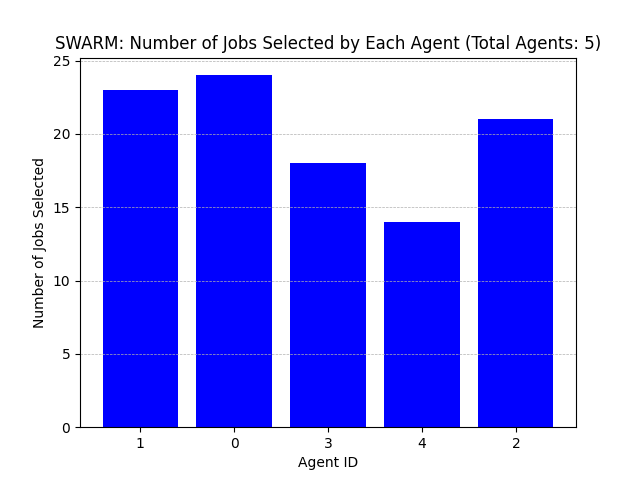 SWARM: Number of Jobs Selected by Each Agent (Total Agents: 5)
25
20
15
10
5
0
Number of Jobs Selected
1 0 3 4 2
Agent ID